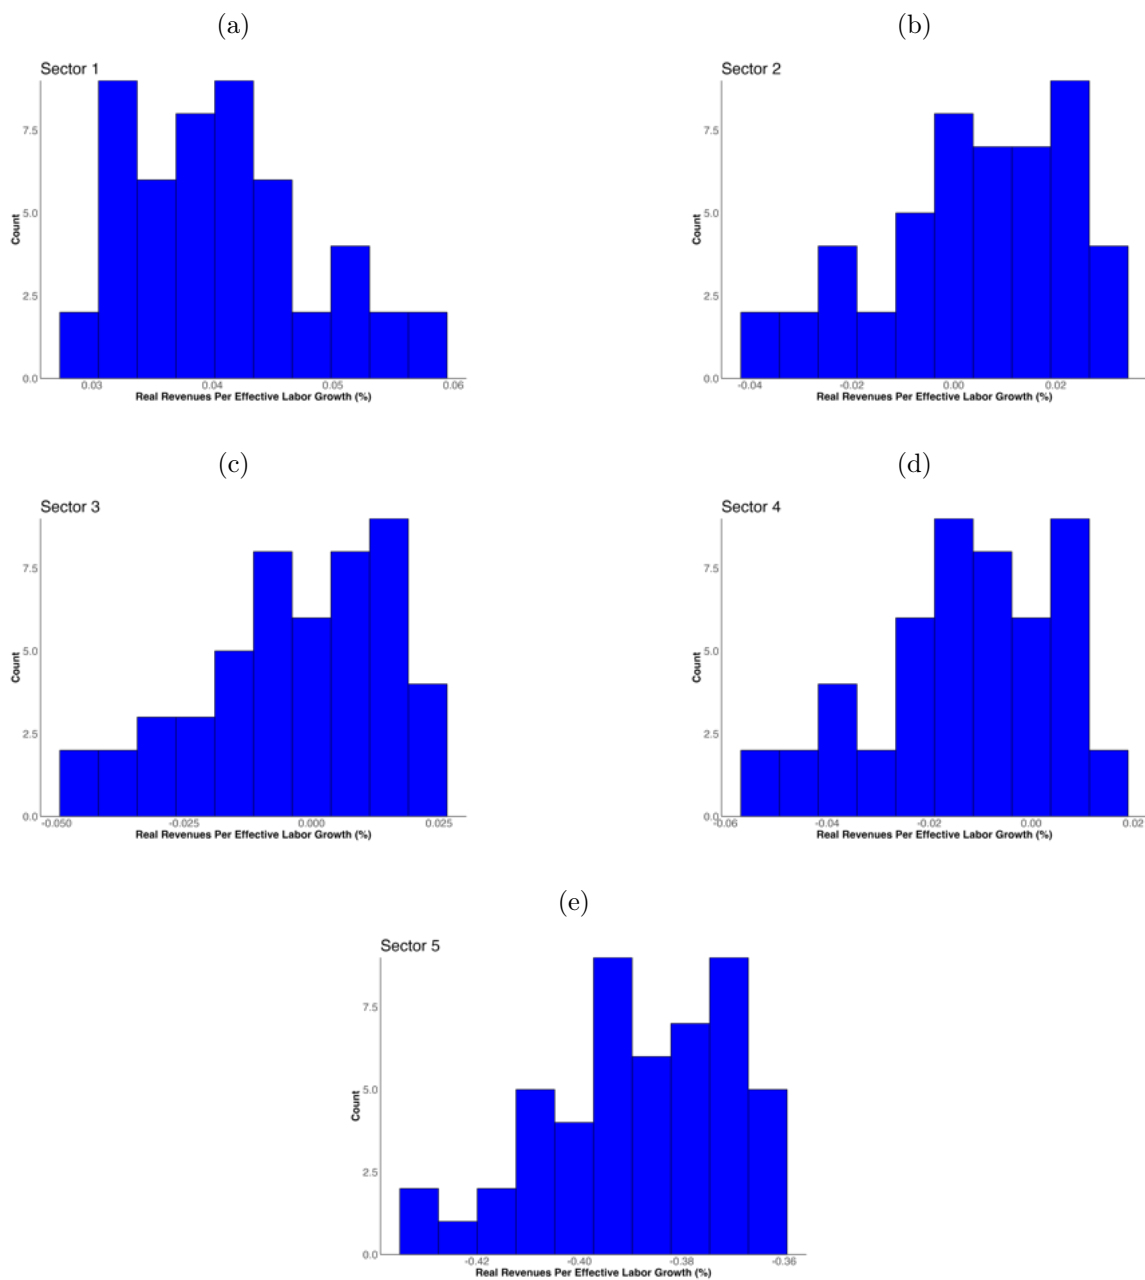 (a)
(b)
Sector 1
Sector 2
7.5
5.0
2.5
0.0
Count
0.03 0.04 0.05 0.06
Real Revenues Per Effective Labor Growth (%)
7.5
5.0
2.5
0.0
Count
-0.04 -0.02 0.00 0.02
Real Revenues Per Effective Labor Growth (%)
(c)
(d)
Sector 3
Sector 4
7.5
5.0
2.5
0.0
Count
-0.050 -0.025 0.000 0.025
Real Revenues Per Effective Labor Growth (%)
7.5
5.0
2.5
0.0
Count
-0.06 -0.04 -0.02 0.00 0.02
Real Revenues Per Effective Labor Growth (%)
(e)
Sector 5
7.5
5.0
2.5
0.0
Count
-0.42 -0.40 -0.38 -0.36
Real Revenues Per Effective Labor Growth (%)